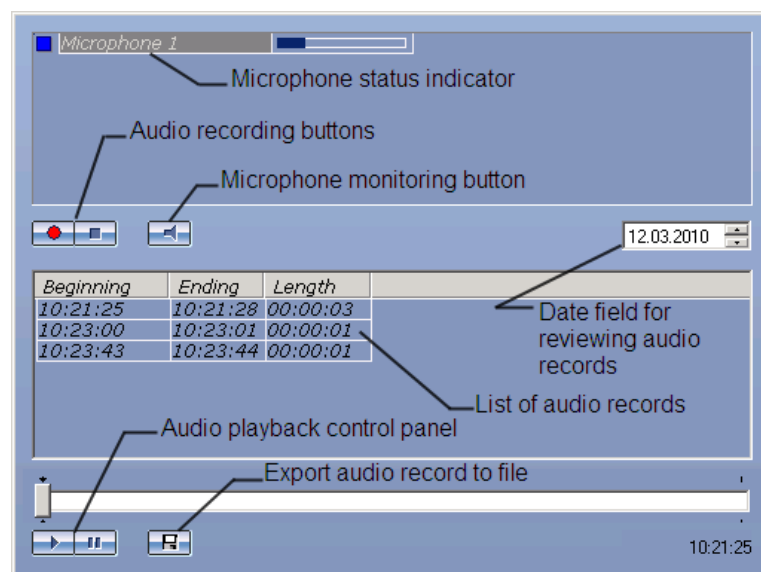 Microphone 1
Microphone status indicator
Audio recording buttons
Microphone monitoring button
12.03.2010
Beginning Ending Length
10:21:25 10:21:28 00:00:03
10:23:00 10:23:01 00:00:01
10:23:43 10:23:44 00:00:01
Date field for
reviewing audio
records
List of audio records
Audio playback control panel
Export audio record to file
10:21:25